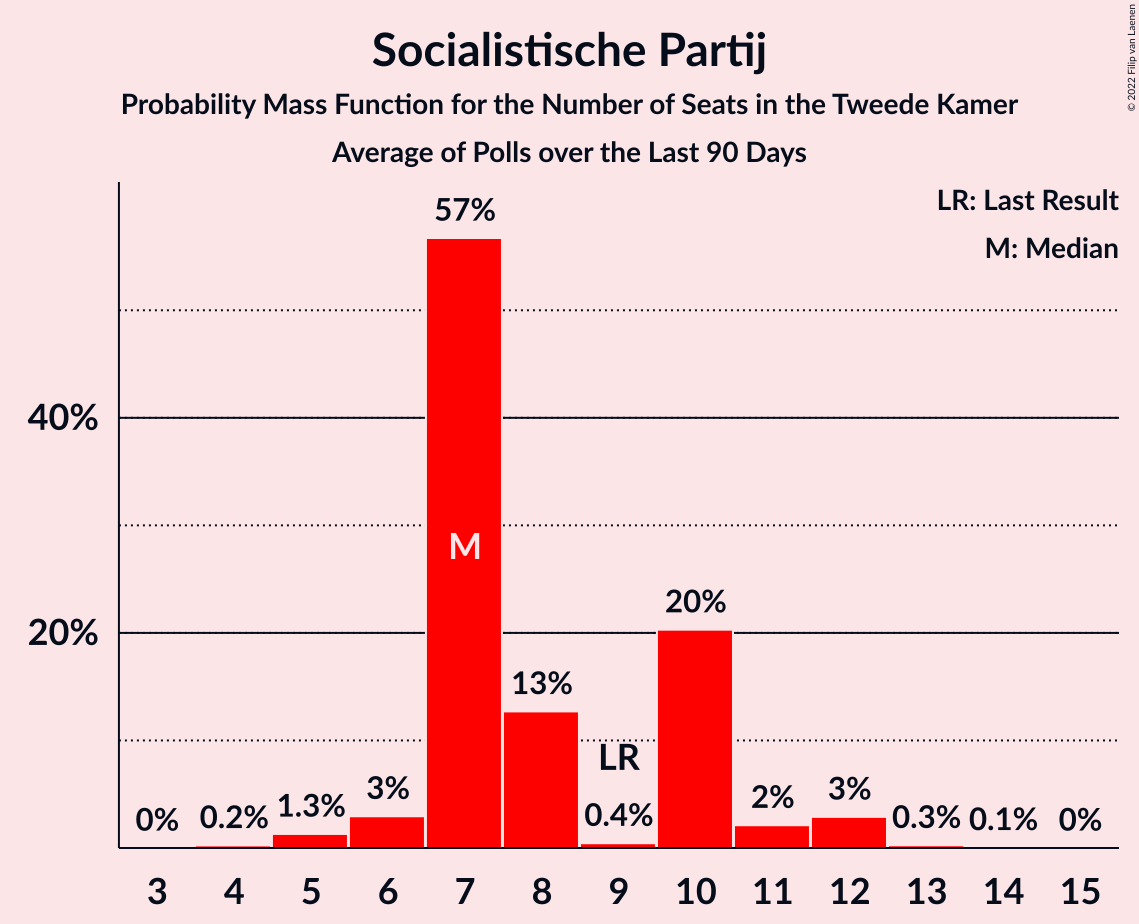 Socialistische Partij
Probability Mass Function for the Number of Seats in the Tweede Kamer
Average of Polls over the Last 90 Days
© 2022 Filip van Laenen
LR: Last Result
M: Median
40%
20%
0%
0.2%
1.3%
3%
57%
M
13%
LR
0.4%
20%
2%
3%
0.3%
0.1%
0%
3 4 5 6 7 8 9 10 11 12 13 14 15